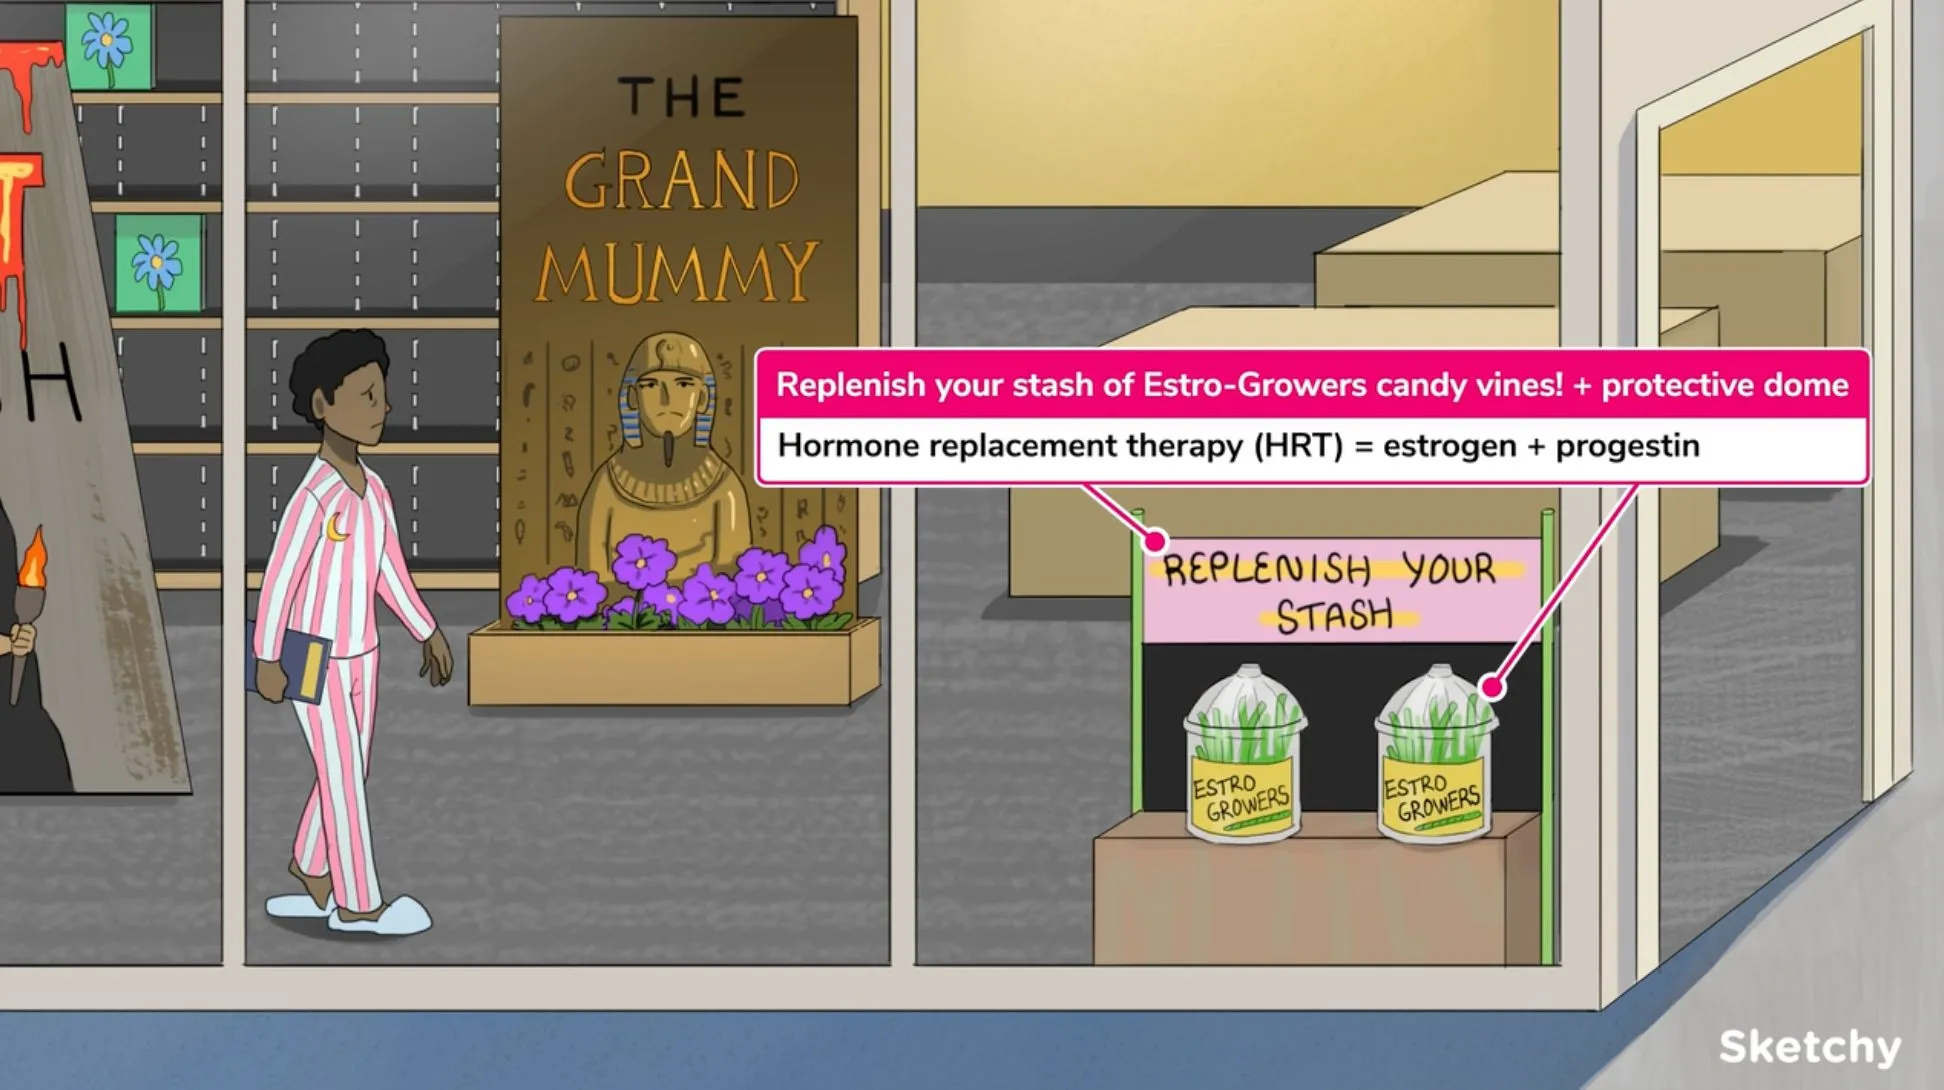 T
T
H
THE
GRAND
MUMMY
Replenish your stash of Estro-Growers candy vines! + protective dome
Hormone replacement therapy (HRT) = estrogen + progestin
REPLENISH YOUR
STASH
ESTRO
GROWERS
ESTRO
GROWERS
Sketchy